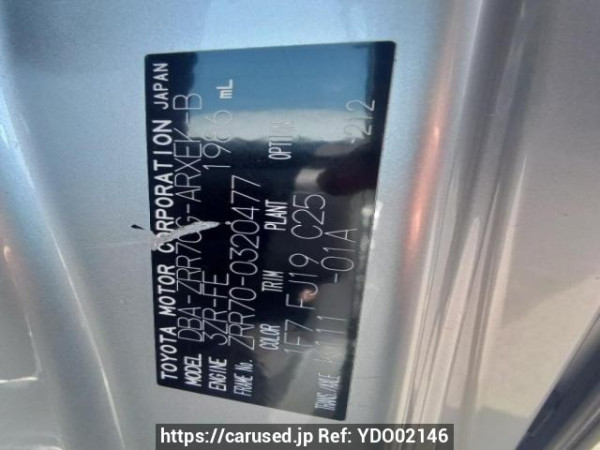 TOYOTA MOTOR CORPORATION JAPAN
MODEL DBA-ZRR70G-ARXEK-B
ENGINE 3ZR-FE 1986 mL
FRAME No. ZRR70-0320477
COLOR TRIM PLANT OPTION
1F7 FJ19 C25 212
TRANS/AXLE K111 -01A
https://carused.jp Ref: YDO02146